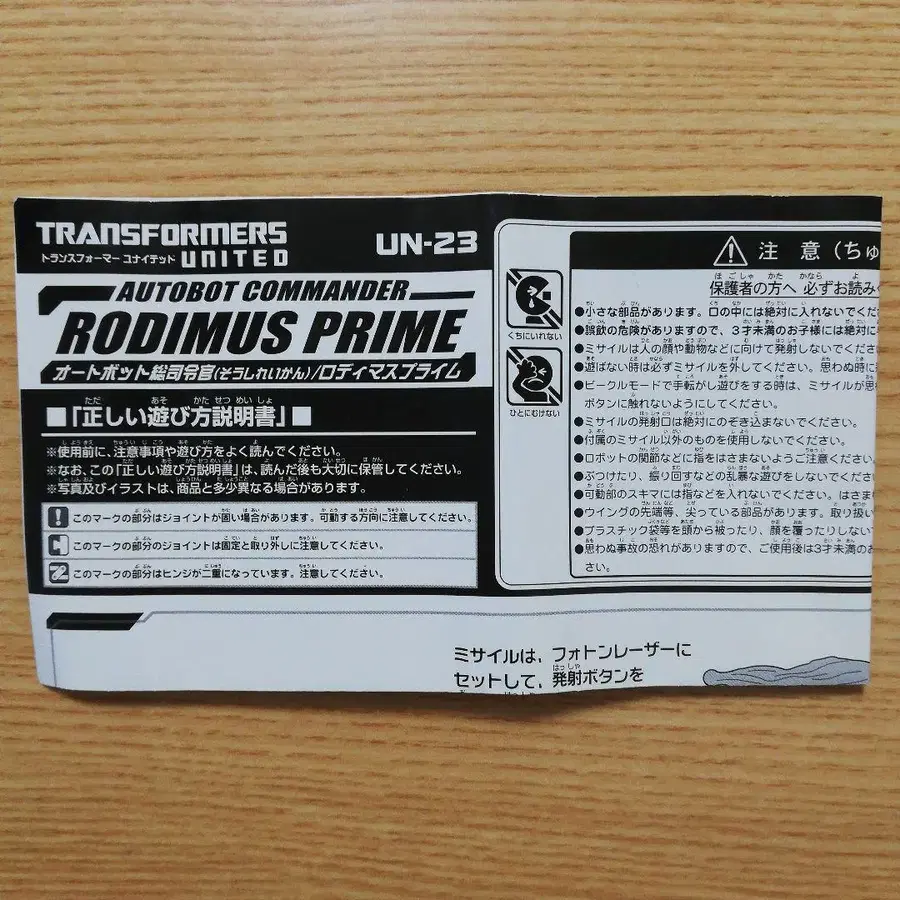 TRANSFORMERS
トランスフォーマー ユナイテッド UNITED
UN-23
AUTOBOT COMMANDER
RODIMUS PRIME
オートボット総司令官(そうしれいかん)/ロディマスプライム
■「正しい遊び方説明書」■
※使用前に、注意事項や遊び方をよく読んでください。
※なお、この「正しい遊び方説明書」は、読んだ後も大切に保管してください。
※写真及びイラストは、商品と多少異なる場合があります。
このマークの部分はジョイントが固い場合があります。可動する方向に注意してください。
このマークの部分のジョイントは固定と取り外しに注意してください。
このマークの部分はヒンジが二重になっています。注意してください。
くちにいれない
ひとにむけない
注 意 (ちゅ
保護者の方へ 必ずお読み
●小さな部品があります。口の中には絶対に入れないでくだ
●誤飲の危険がありますので、3才未満のお子様には絶対に
●ミサイルは人の顔や動物などに向けて発射しないでくださ
●遊ばない時は必ずミサイルを外してください。思わぬ時に
●ビークルモードで手転がし遊びをする時は、ミサイルが思
ボタンに触れないようにしてください。
●ミサイルの発射口は絶対にのぞき込まないでください。
●付属のミサイル以外のものを使用しないでください。
●ロボットの関節などに指をはさまないようご注意くださ
●ぶつけたり、振り回すなどの乱暴な遊びをしないでくださ
●可動部のスキマには指などを入れないでください。はさま
●ウイングの先端等、尖っている部品があります。取り扱い
●プラスチック袋等を頭から被ったり、顔を覆ったりしない
●思わぬ事故の恐れがありますので、ご使用後は3才未満のお
さい。
ミサイルは、フォトンレーザーに
セットして、発射ボタンを